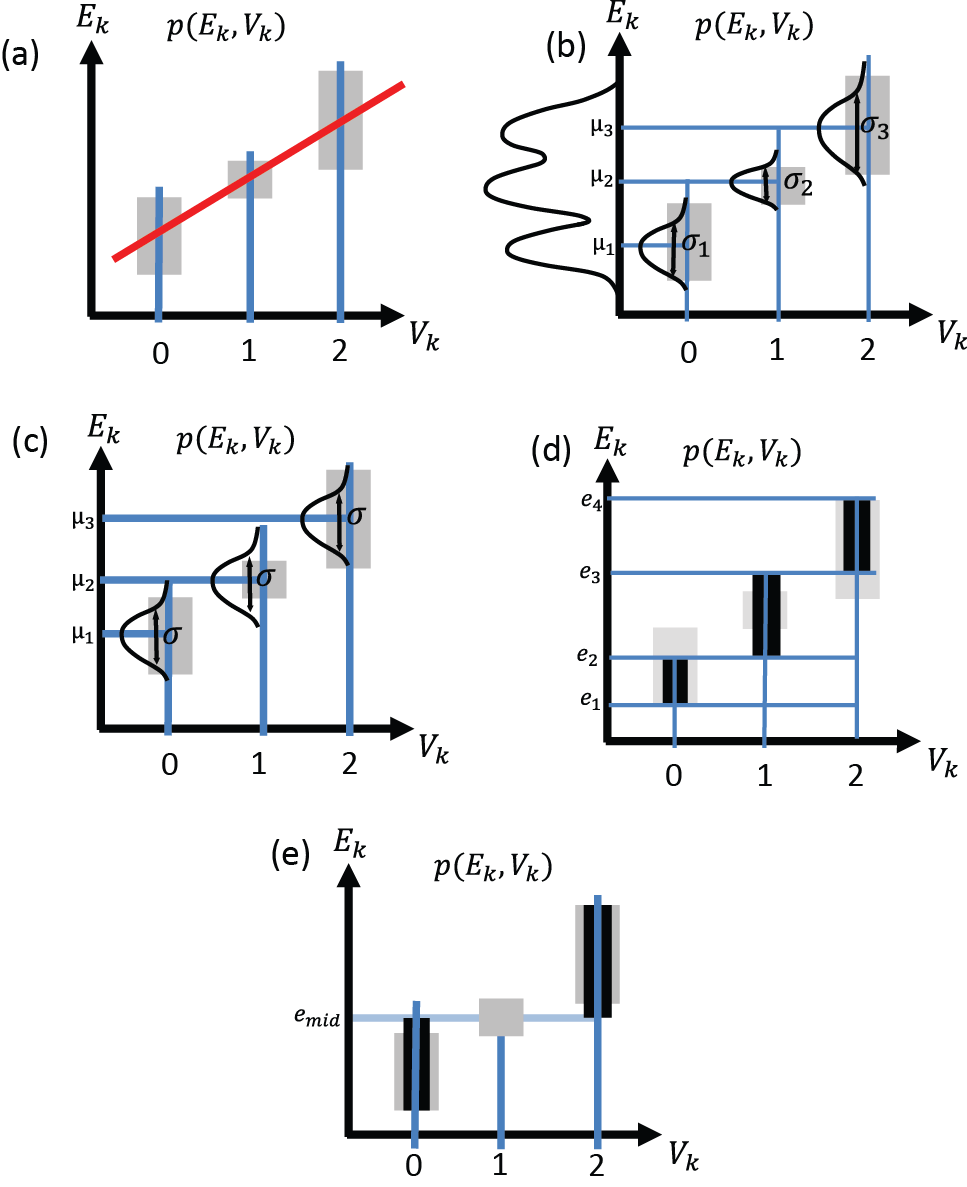 (a)
E_k
p(E_k, V_k)
V_k
0 1 2
(b)
E_k
p(E_k, V_k)
μ_3
μ_2
μ_1
σ_3
σ_2
σ_1
V_k
0 1 2
(c)
E_k
p(E_k, V_k)
μ_3
μ_2
μ_1
σ
σ
σ
V_k
0 1 2
(d)
E_k
p(E_k, V_k)
e_4
e_3
e_2
e_1
V_k
0 1 2
(e)
E_k
p(E_k, V_k)
e_mid
V_k
0 1 2